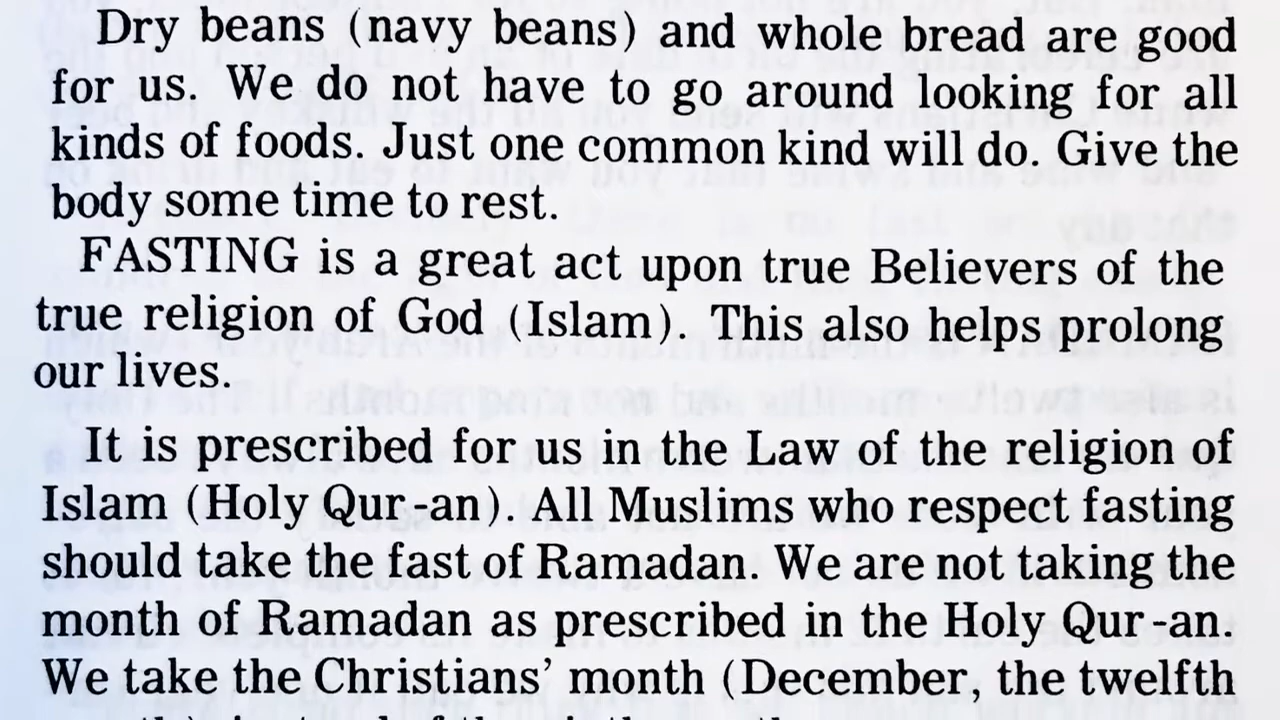 Dry beans (navy beans) and whole bread are good
for us. We do not have to go around looking for all
kinds of foods. Just one common kind will do. Give the
body some time to rest.
FASTING is a great act upon true Believers of the
true religion of God (Islam). This also helps prolong
our lives.
It is prescribed for us in the Law of the religion of
Islam (Holy Qur-an). All Muslims who respect fasting
should take the fast of Ramadan. We are not taking the
month of Ramadan as prescribed in the Holy Qur-an.
We take the Christians' month (December, the twelfth